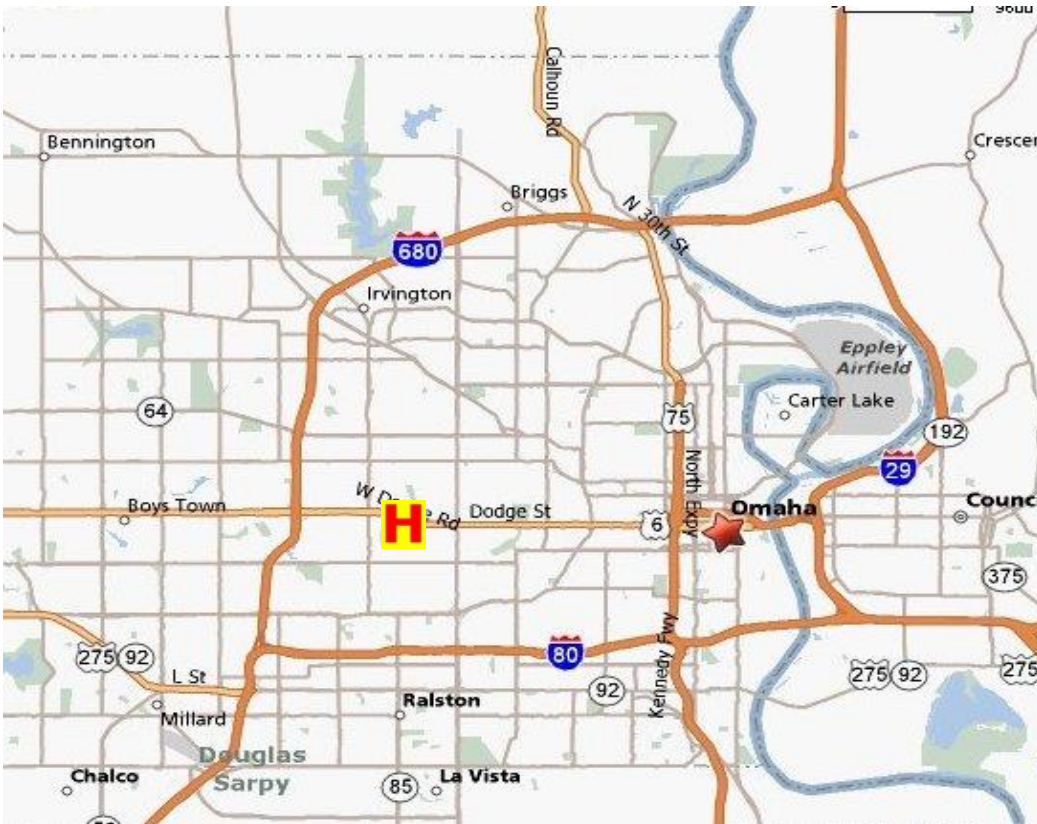 9600
Calhoun Rd
Bennington
Crescen
Briggs
N 30th St
680
Irvington
Eppley
Airfield
Carter Lake
64
75
192
29
North Expy
W Do
e Rd
Dodge St
Boys Town
H
6
Omaha
Counc
375
80
Kennedy Fwy
275
92
L St
92
275
92
275
Ralston
Millard
Douglas
Sarpy
Chalco
85
La Vista